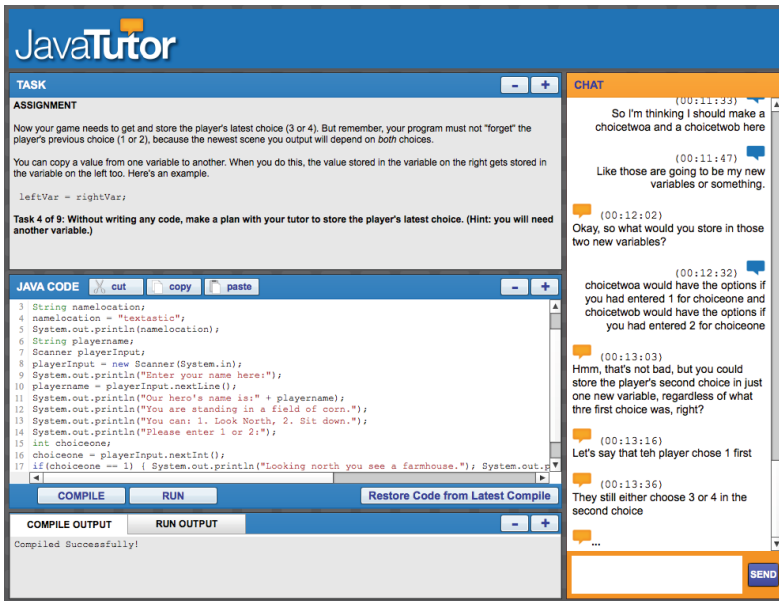 JavaTutor
TASK
- +
ASSIGNMENT
Now your game needs to get and store the player's latest choice (3 or 4). But remember, your program must not "forget" the
player's previous choice (1 or 2), because the newest scene you output will depend on both choices.
You can copy a value from one variable to another. When you do this, the value stored in the variable on the right gets stored in
the variable on the left too. Here's an example.
leftVar = rightVar;
Task 4 of 9: Without writing any code, make a plan with your tutor to store the player's latest choice. (Hint: you will need
another variable.)
JAVA CODE cut copy paste
- +
3 String namelocation;
4 namelocation = "textastic";
5 System.out.println(namelocation);
6 String playername;
7 Scanner playerInput;
8 playerInput = new Scanner(System.in);
9 System.out.println("Enter your name here:");
10 playername = playerInput.nextLine();
11 System.out.println("Our hero's name is:" + playername);
12 System.out.println("You are standing in a field of corn.");
13 System.out.println("You can: 1. Look North, 2. Sit down.");
14 System.out.println("Please enter 1 or 2:");
15 int choiceone;
16 choiceone = playerInput.nextInt();
17 if(choiceone == 1) { System.out.println("Looking north you see a farmhouse."); System.out.p
COMPILE RUN Restore Code from Latest Compile
COMPILE OUTPUT RUN OUTPUT
- +
Compiled Successfully!
CHAT
(00:11:33)
So I'm thinking I should make a
choicetwoa and a choicetwob here
(00:11:47)
Like those are going to be my new
variables or something.
(00:12:02)
Okay, so what would you store in those
two new variables?
(00:12:32)
choicetwoa would have the options if
you had entered 1 for choiceone and
choicetwob would have the options if
you had entered 2 for choiceone
(00:13:03)
Hmm, that's not bad, but you could
store the player's second choice in just
one new variable, regardless of what
thre first choice was, right?
(00:13:16)
Let's say that teh player chose 1 first
(00:13:36)
They still either choose 3 or 4 in the
second choice
...
SEND